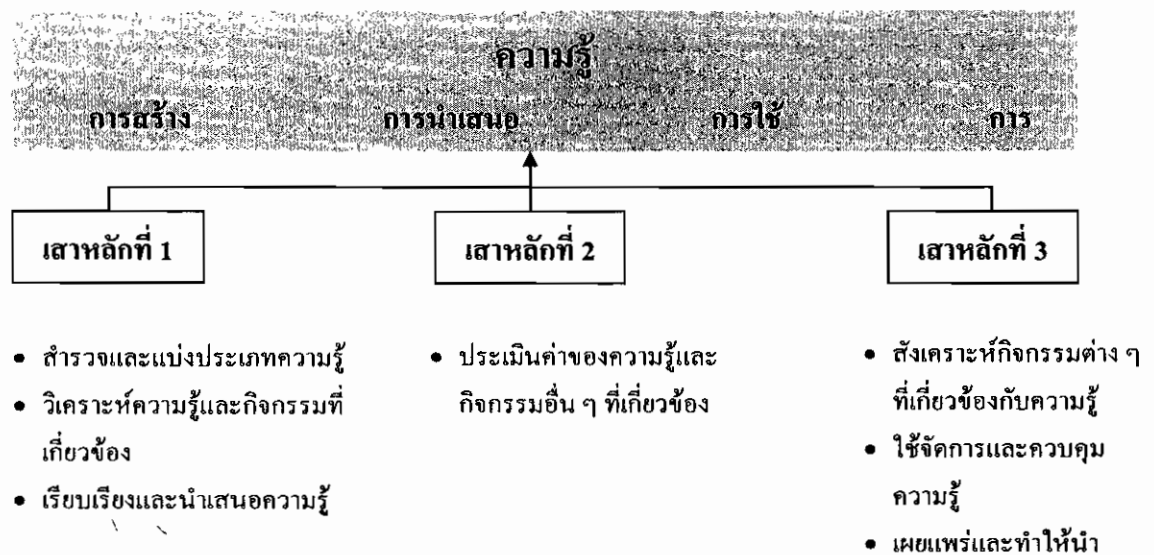 ความรู้
การสร้าง การนำเสนอ การใช้ การ
เสาหลักที่ 1
เสาหลักที่ 2
เสาหลักที่ 3
• สำรวจและแบ่งประเภทความรู้
• วิเคราะห์ความรู้และกิจกรรมที่
เกี่ยวข้อง
• เรียบเรียงและนำเสนอความรู้
• ประเมินค่าของความรู้และ
กิจกรรมอื่น ๆ ที่เกี่ยวข้อง
• สังเคราะห์กิจกรรมต่าง ๆ
ที่เกี่ยวข้องกับความรู้
• ใช้จัดการและควบคุม
ความรู้
• เผยแพร่และทำให้นำ